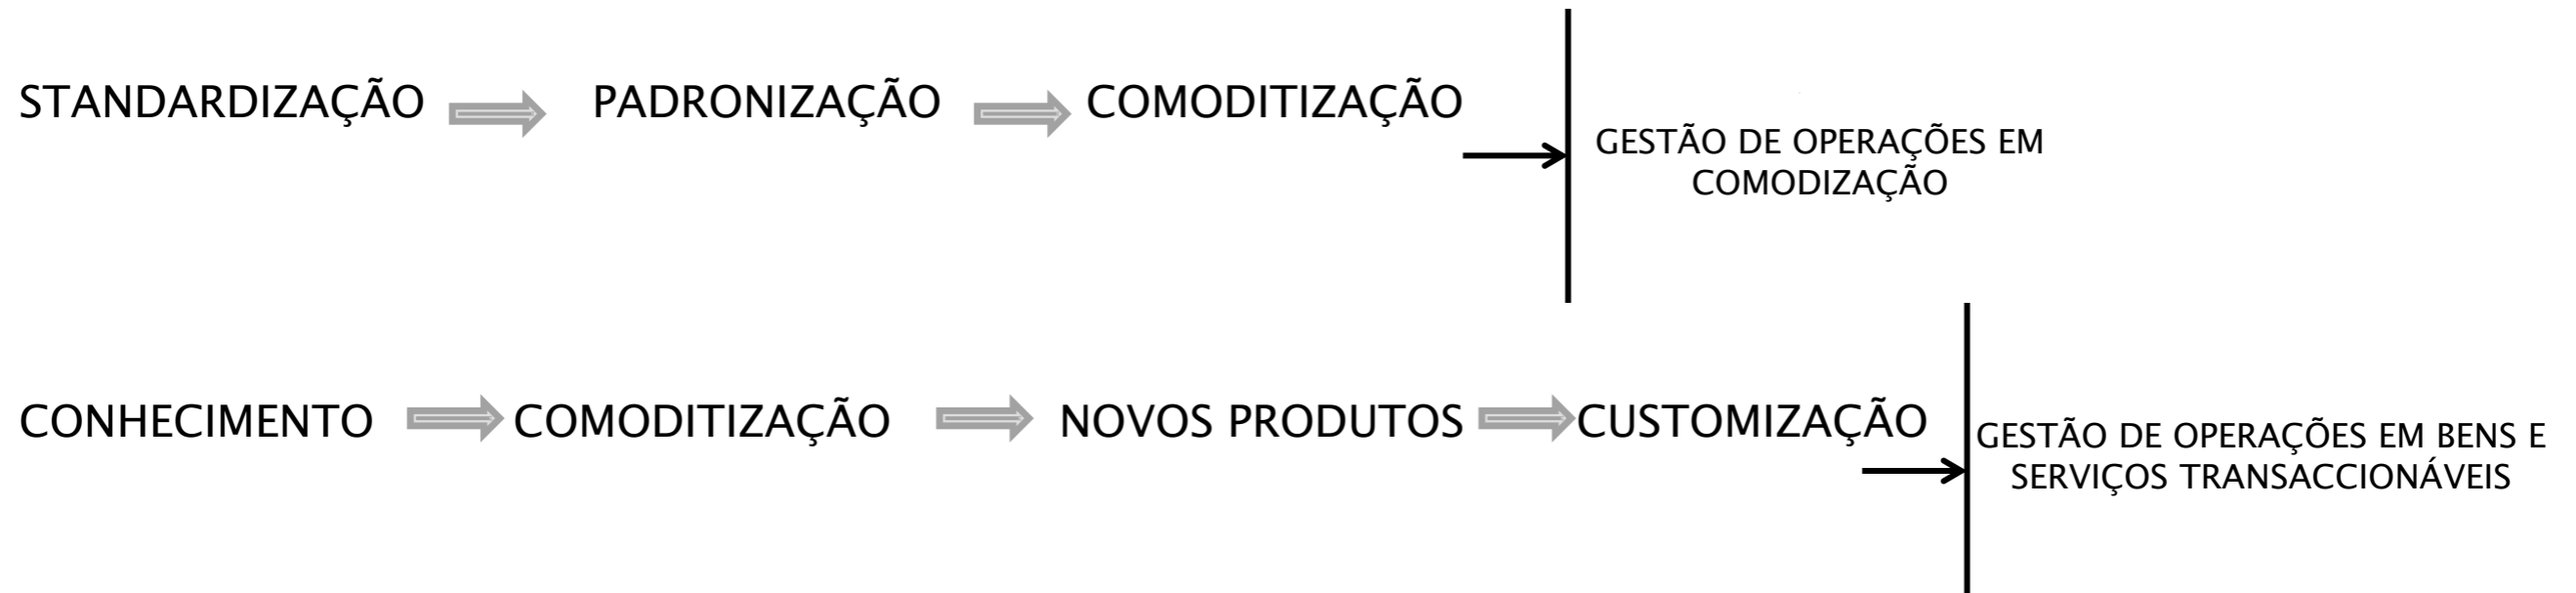 STANDARDIZAÇÃO PADRONIZAÇÃO COMODITIZAÇÃO
GESTÃO DE OPERAÇÕES EM
COMODIZAÇÃO
CONHECIMENTO COMODITIZAÇÃO NOVOS PRODUTOS CUSTOMIZAÇÃO
GESTÃO DE OPERAÇÕES EM BENS E
SERVIÇOS TRANSACCIONÁVEIS